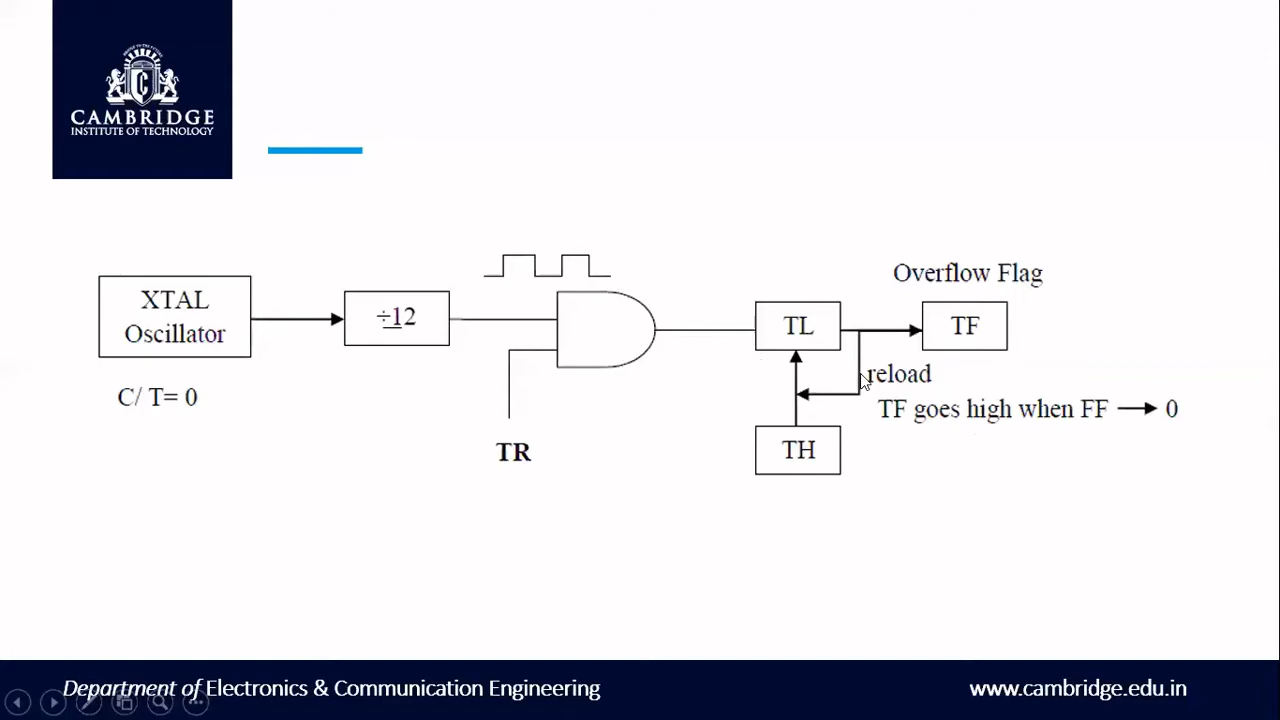 CAMBRIDGE
INSTITUTE OF TECHNOLOGY
XTAL
Oscillator
C/ T= 0
÷12
TR
TL
TH
Overflow Flag
TF
reload
TF goes high when FF → 0
Department of Electronics & Communication Engineering
www.cambridge.edu.in